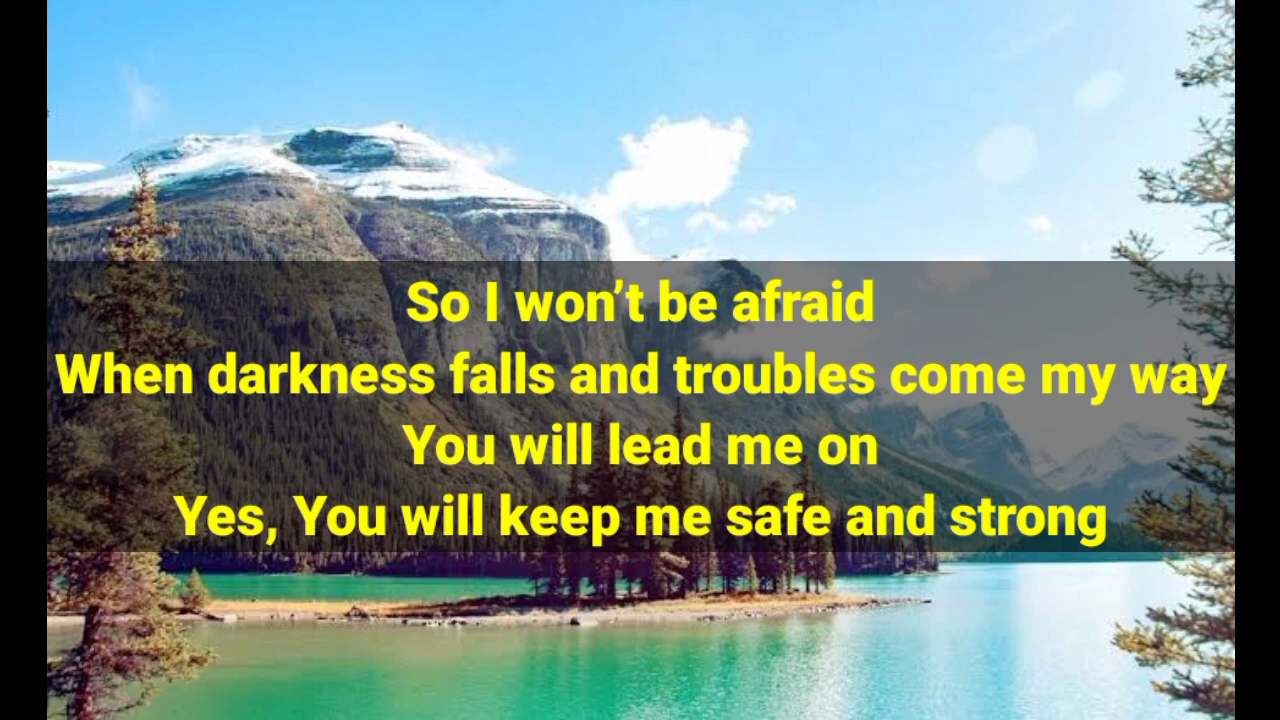 So I won’t be afraid
When darkness falls and troubles come my way
You will lead me on
Yes, You will keep me safe and strong